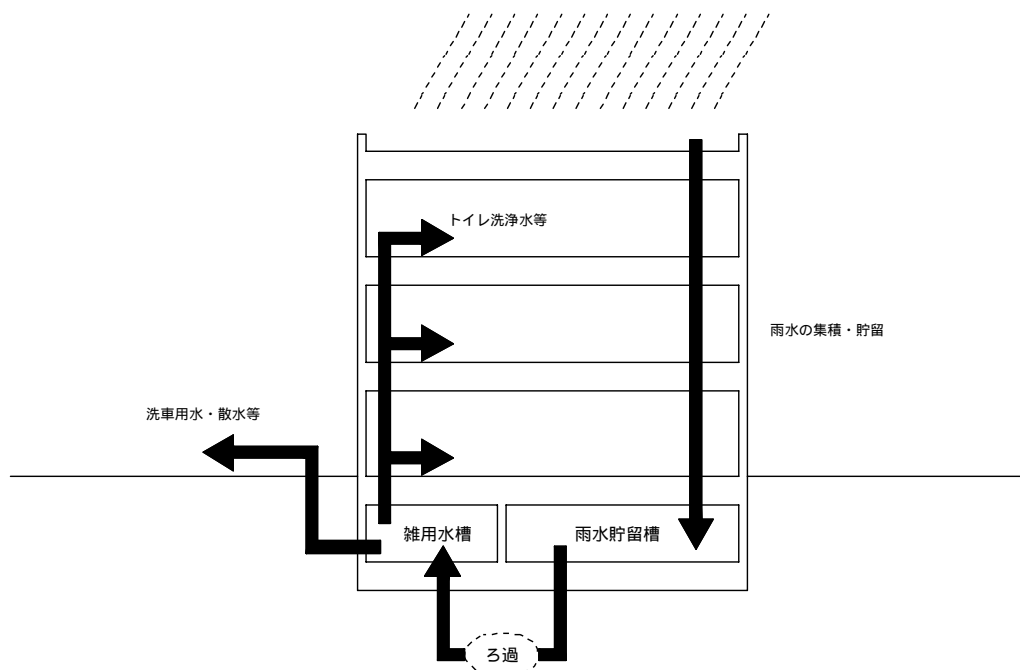 トイレ洗浄水等
雨水の集積・貯留
洗車用水・散水等
雑用水槽
雨水貯留槽
ろ過